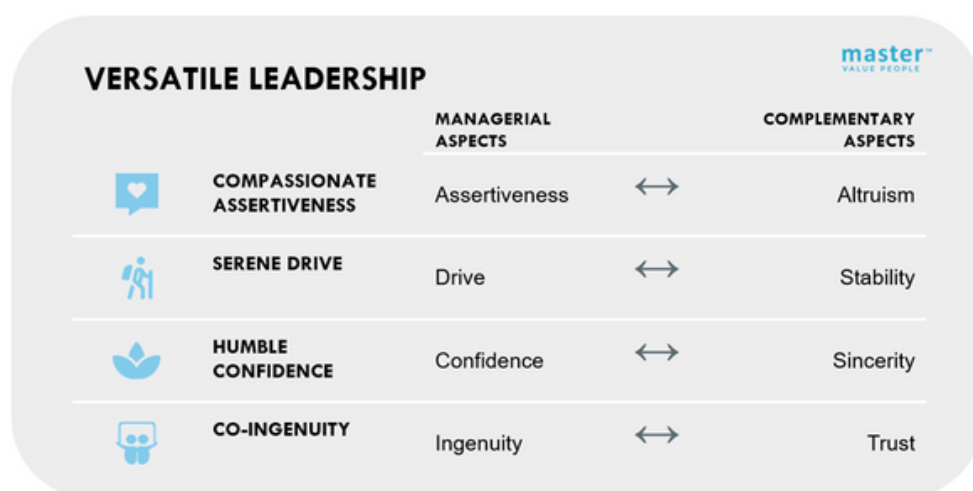 master™
VALUE PEOPLE
VERSATILE LEADERSHIP
MANAGERIAL ASPECTS
COMPLEMENTARY ASPECTS
COMPASSIONATE ASSERTIVENESS
Assertiveness ↔ Altruism
SERENE DRIVE
Drive ↔ Stability
HUMBLE CONFIDENCE
Confidence ↔ Sincerity
CO-INGENUITY
Ingenuity ↔ Trust